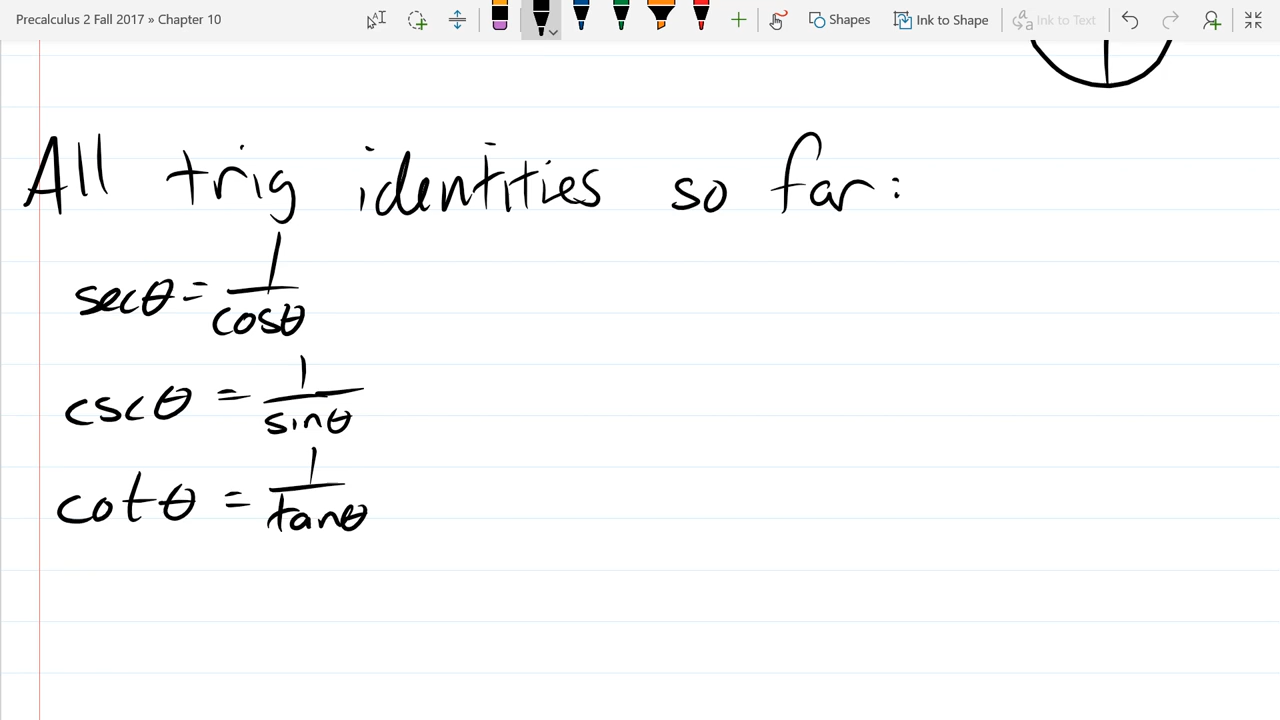 Precalculus 2 Fall 2017 » Chapter 10
Shapes
Ink to Shape
Ink to Text
All trig identities so far:
secθ = 1/cosθ
cscθ = 1/sinθ
cotθ = 1/tanθ